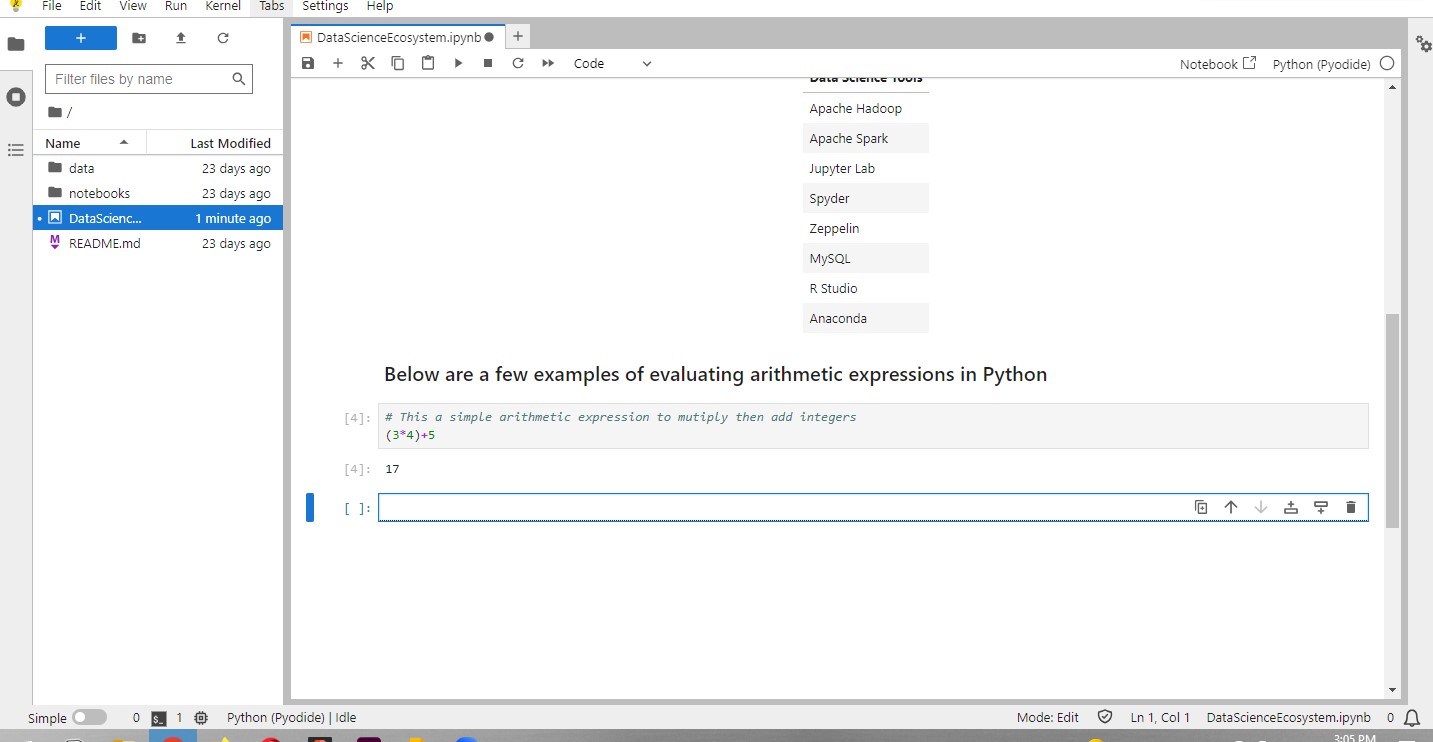 File Edit View Run Kernel Tabs Settings Help
+
DataScienceEcosystem.ipynb
Filter files by name
Code
Notebook
Python (Pyodide)
/
Name Last Modified
data 23 days ago
notebooks 23 days ago
DataScienc... 1 minute ago
README.md 23 days ago
Data Science Tools
Apache Hadoop
Apache Spark
Jupyter Lab
Spyder
Zeppelin
MySQL
R Studio
Anaconda
Below are a few examples of evaluating arithmetic expressions in Python
[4]: # This a simple arithmetic expression to mutiply then add integers
(3*4)+5
[4]: 17
[ ]:
Simple 0 $_ 1 Python (Pyodide) | Idle Mode: Edit Ln 1, Col 1 DataScienceEcosystem.ipynb 0
3:05 PM